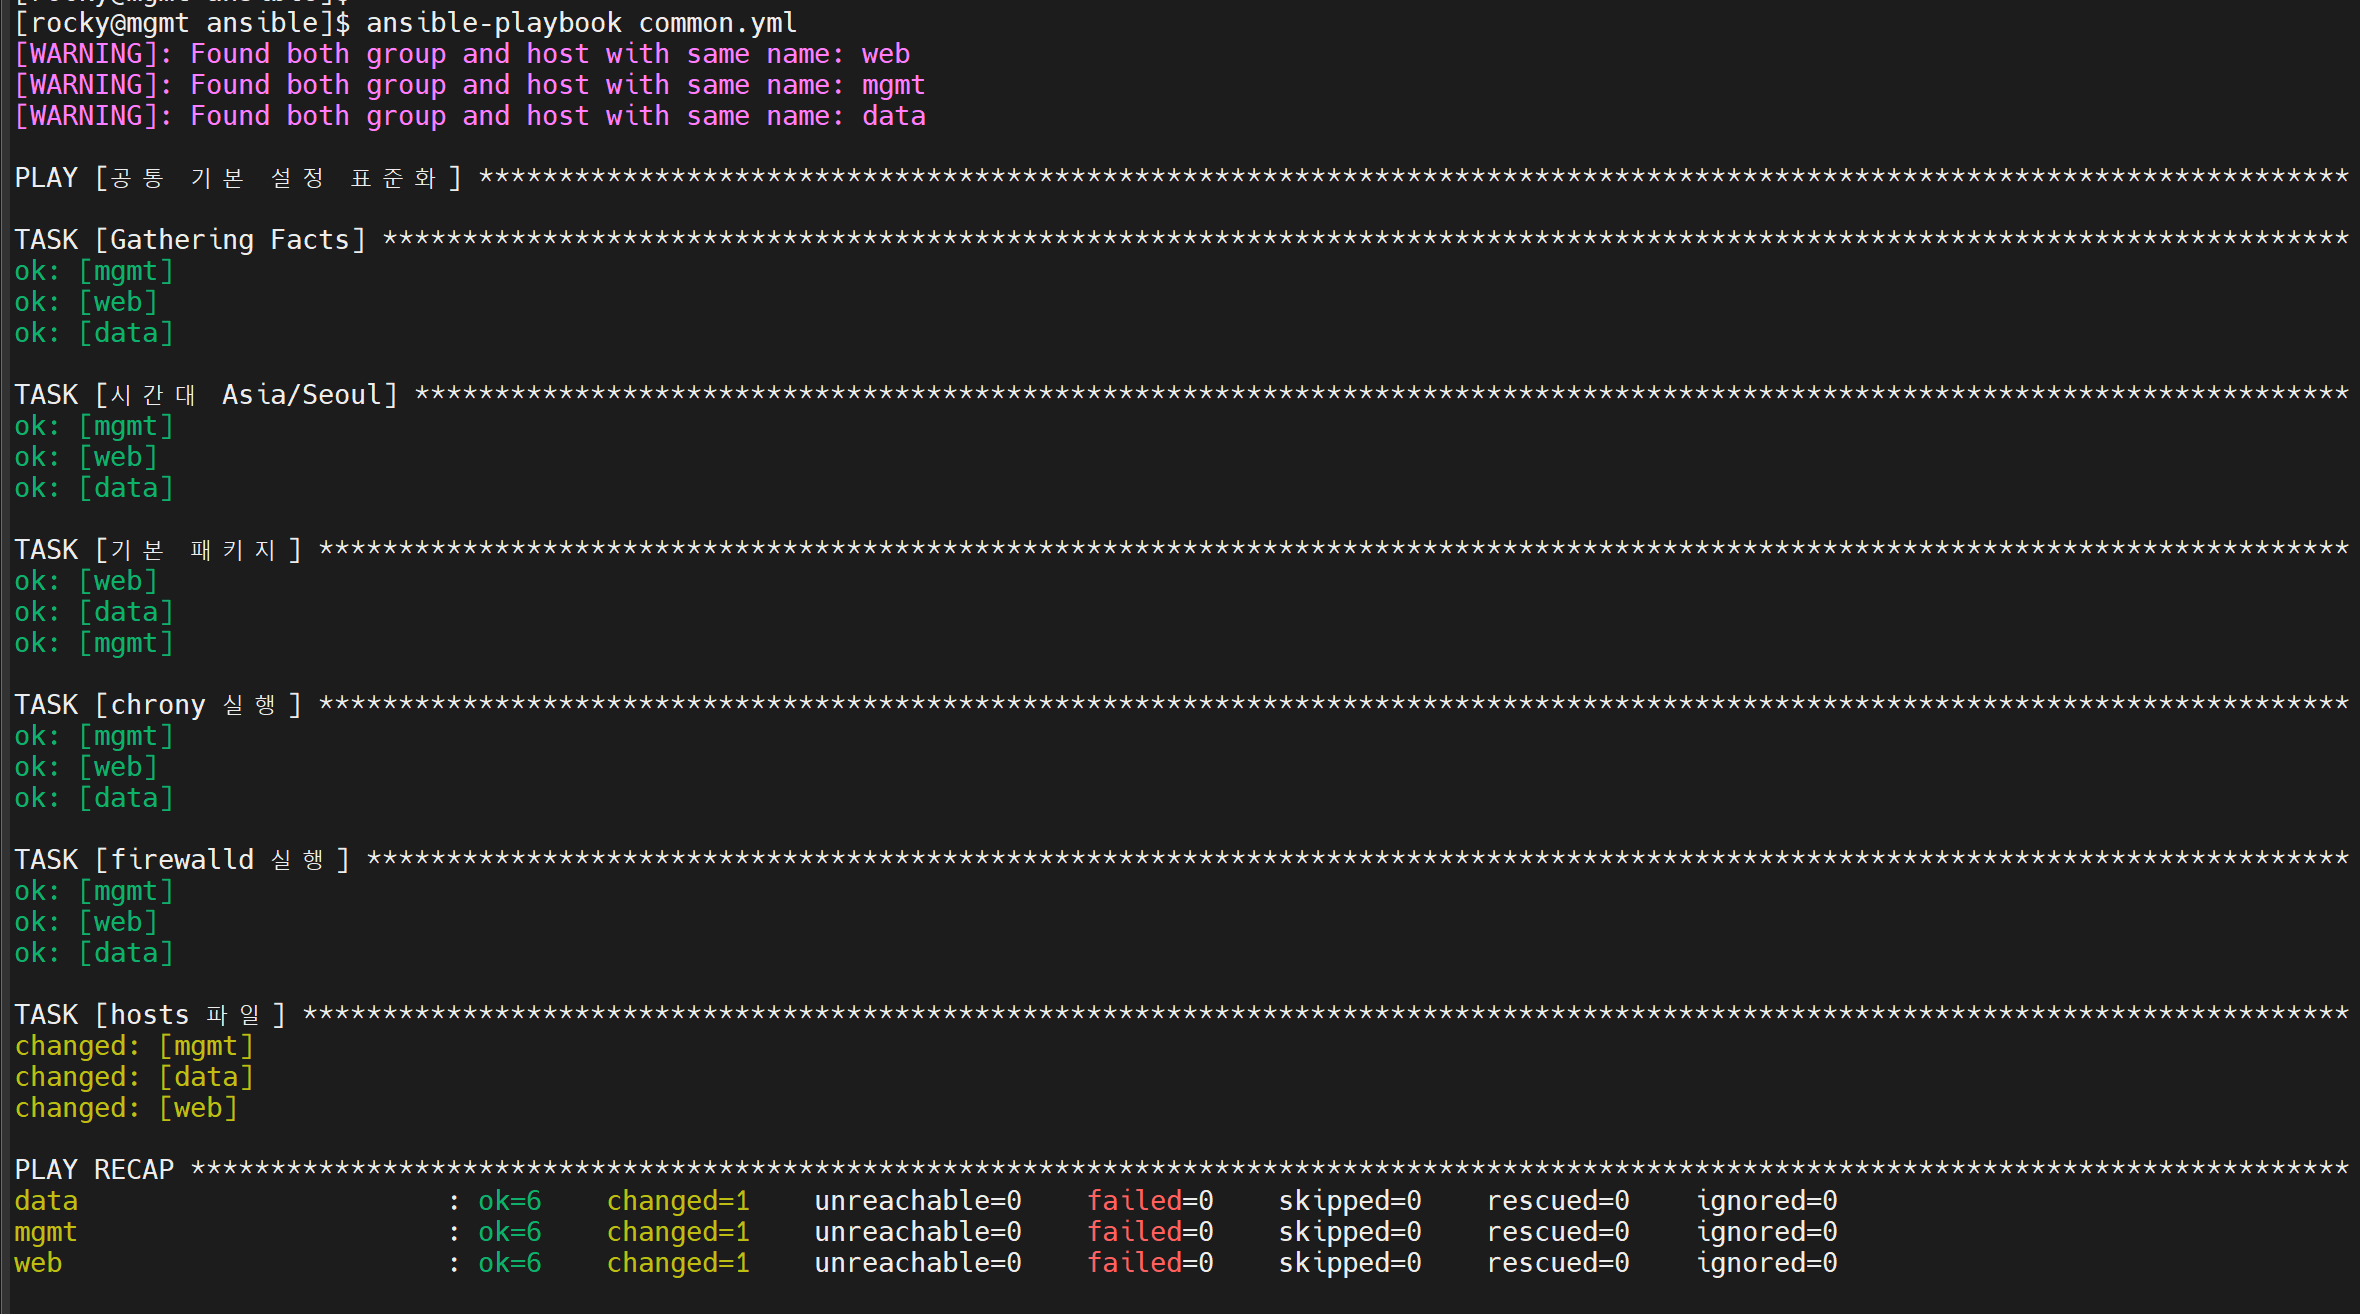 [rocky@mgmt ansible]$
[rocky@mgmt ansible]$ ansible-playbook common.yml
[WARNING]: Found both group and host with same name: web
[WARNING]: Found both group and host with same name: mgmt
[WARNING]: Found both group and host with same name: data
PLAY [공통 기본 설정 표준화] *********************************************************************************************************************
TASK [Gathering Facts] ***************************************************************************************************************************
ok: [mgmt]
ok: [web]
ok: [data]
TASK [시간대 Asia/Seoul] *************************************************************************************************************************
ok: [mgmt]
ok: [web]
ok: [data]
TASK [기본 패키지] *******************************************************************************************************************************
ok: [web]
ok: [data]
ok: [mgmt]
TASK [chrony 실행] *******************************************************************************************************************************
ok: [mgmt]
ok: [web]
ok: [data]
TASK [firewalld 실행] ****************************************************************************************************************************
ok: [mgmt]
ok: [web]
ok: [data]
TASK [hosts 파일] ********************************************************************************************************************************
changed: [mgmt]
changed: [data]
changed: [web]
PLAY RECAP ***************************************************************************************************************************************
data : ok=6 changed=1 unreachable=0 failed=0 skipped=0 rescued=0 ignored=0
mgmt : ok=6 changed=1 unreachable=0 failed=0 skipped=0 rescued=0 ignored=0
web : ok=6 changed=1 unreachable=0 failed=0 skipped=0 rescued=0 ignored=0